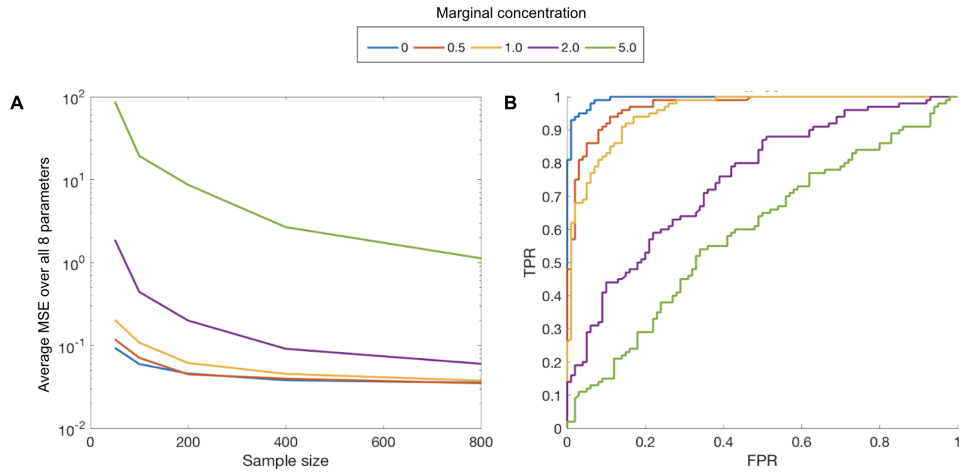 Marginal concentration
0 0.5 1.0 2.0 5.0
A
10^2
10^1
10^0
10^-1
10^-2
Average MSE over all 8 parameters
0 200 400 600 800
Sample size
B
1
0.9
0.8
0.7
0.6
0.5
0.4
0.3
0.2
0.1
0
TPR
0 0.2 0.4 0.6 0.8 1
FPR